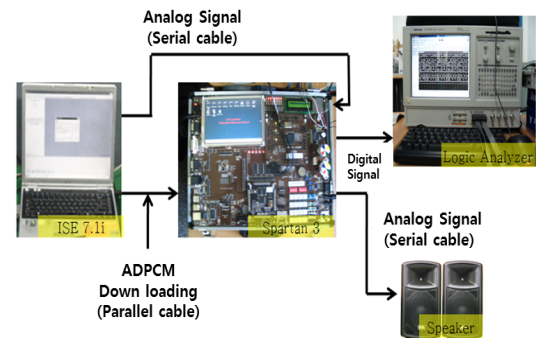 Analog Signal
(Serial cable)
ISE 7.1i
Spartan 3
Logic Analyzer
Digital
Signal
ADPCM
Down loading
(Parallel cable)
Analog Signal
(Serial cable)
Speaker